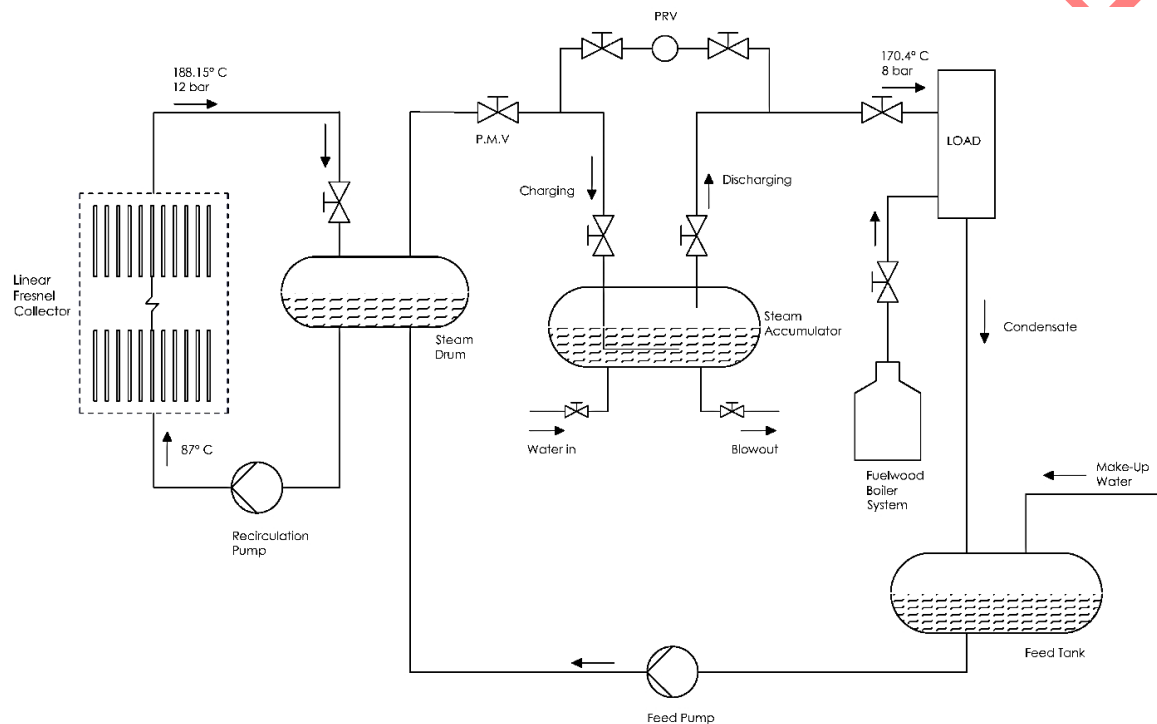 PRV
188.15° C
12 bar
170.4° C
8 bar
P.M.V
LOAD
Charging
Discharging
Linear
Fresnel
Collector
Steam
Drum
Steam
Accumulator
Condensate
87° C
Water in
Blowout
Fuelwood
Boiler
System
Make-Up
Water
Recirculation
Pump
Feed Tank
Feed Pump